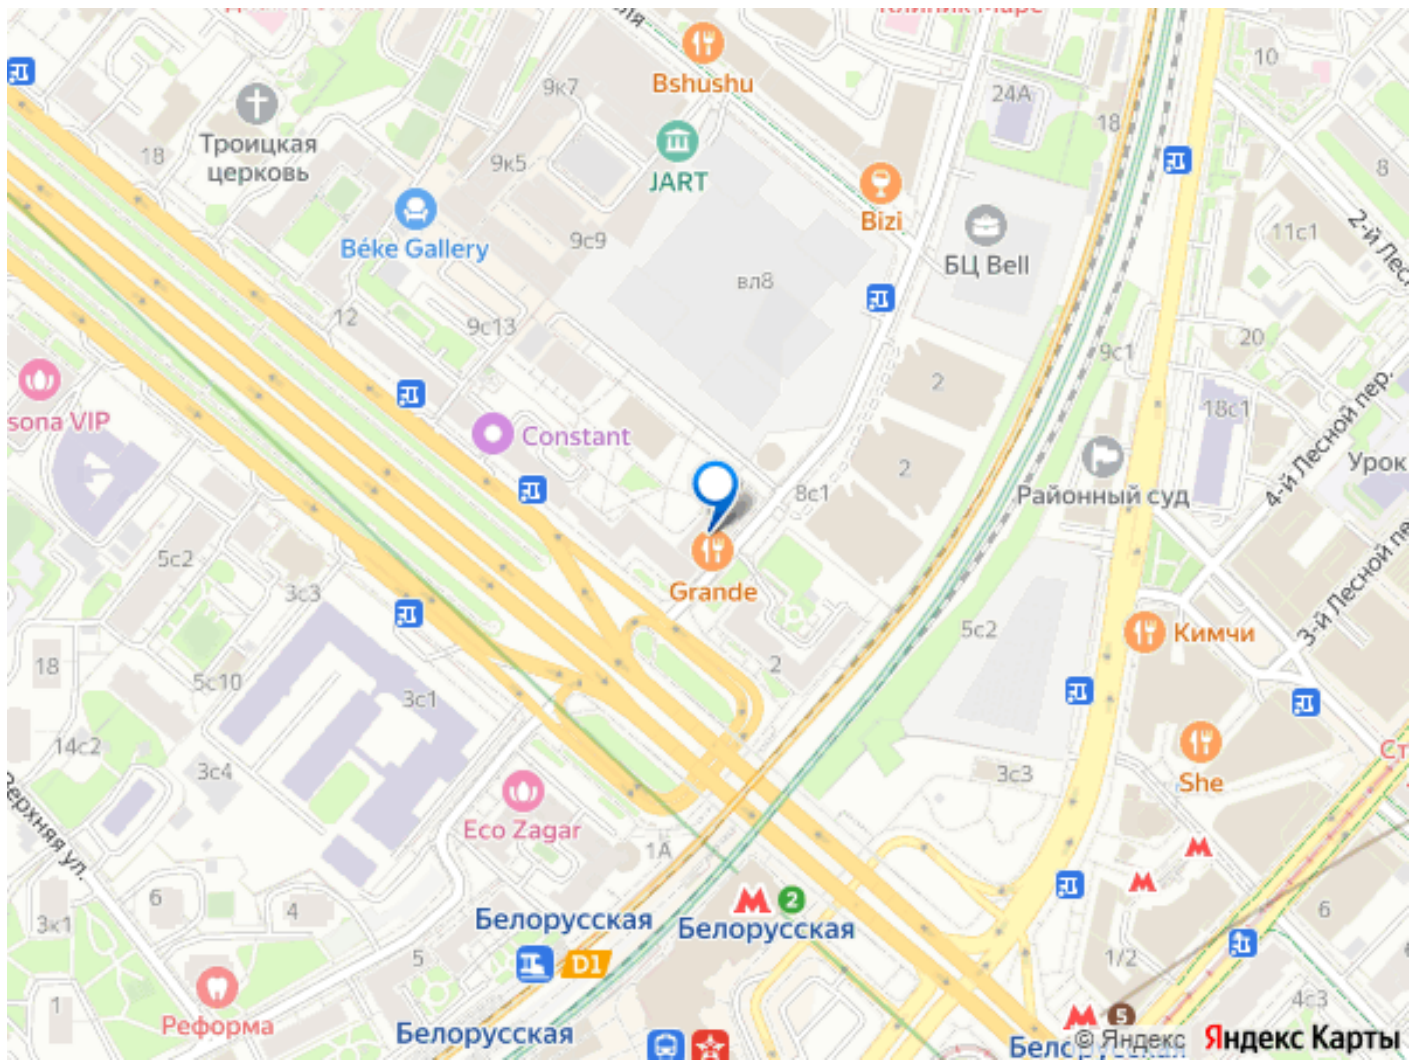 Bshushu
10
24А
9к7
18
Троицкая
церковь
18
9к5
JART
8
Bizi
2-й Лес
Béke Gallery
9с9
11с1
БЦ Bell
вл8
12
9с13
20
9с1
2
sona VIP
18с1
4-й Лесной пер.
Constant
2
Урок
8с1
Районный суд
5с2
3с3
Grande
3-й Лесной пе
5с2
Кимчи
18
2
5с10
3с1
14с2
3с4
3с3
Ст
She
Eco Zagar
1А
Верхняя ул.
6
4
3к1
2
Белорусская
Белорусская
6
5
D1
1/2
1
4с3
Реформа
Белорусская
5
© Яндекс
Яндекс Карты